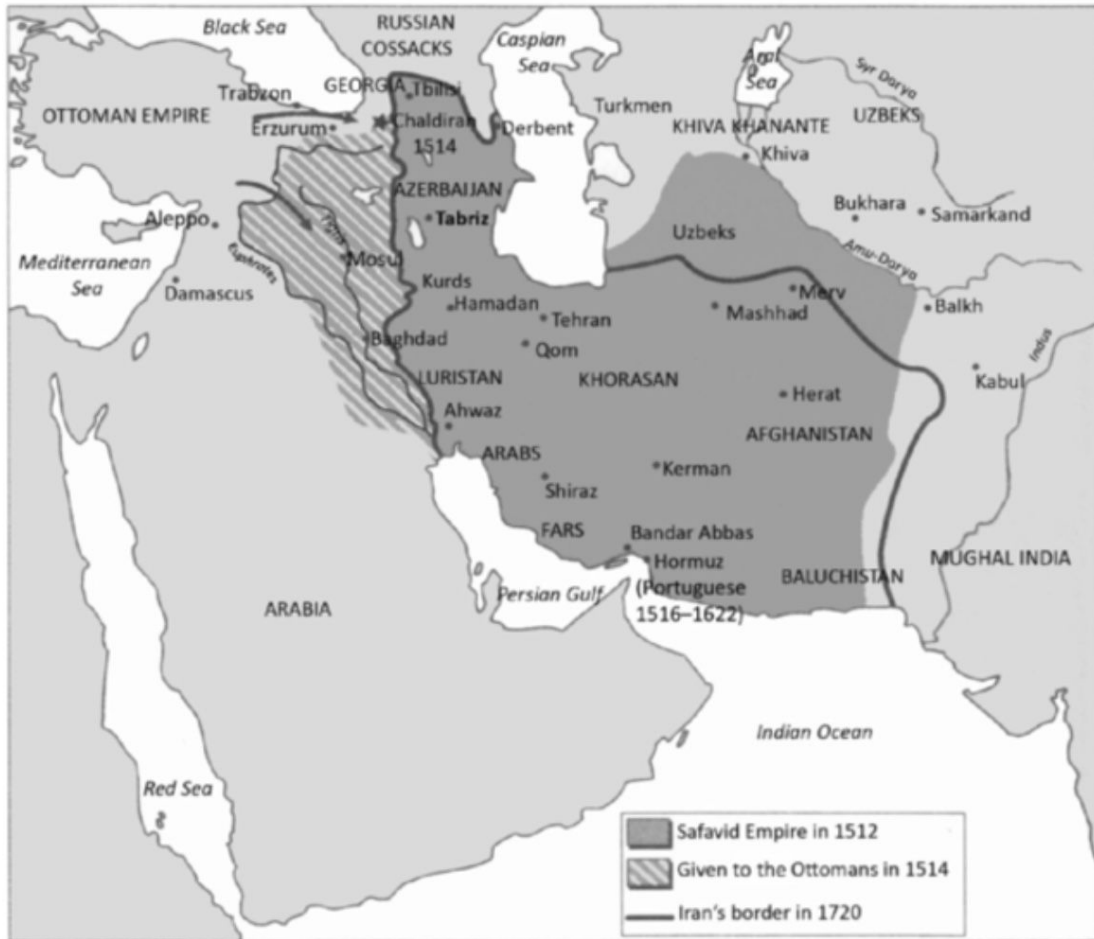 Black Sea
RUSSIAN
COSSACKS
Caspian
Sea
Aral
Sea
Syr Darya
GEORGIA
Tbilisi
Trabzon
OTTOMAN EMPIRE
Erzurum
Chaldiran
1514
Derbent
Turkmen
KHIVA KHANANTE
UZBEKS
Khiva
AZERBAIJAN
Tabriz
Bukhara
Samarkand
Aleppo
Tigris
Uzbeks
Amu-Darya
Mediterranean
Sea
Euphrates
Mosul
Damascus
Kurds
Hamadan
Tehran
Merv
Mashhad
Balkh
Indus
Baghdad
Qom
LURISTAN
KHORASAN
Kabul
Herat
Ahwaz
AFGHANISTAN
ARABS
Kerman
Shiraz
FARS
Bandar Abbas
Hormuz
(Portuguese
1516–1622)
BALUCHISTAN
MUGHAL INDIA
Persian Gulf
ARABIA
Indian Ocean
Red Sea
Safavid Empire in 1512
Given to the Ottomans in 1514
Iran's border in 1720